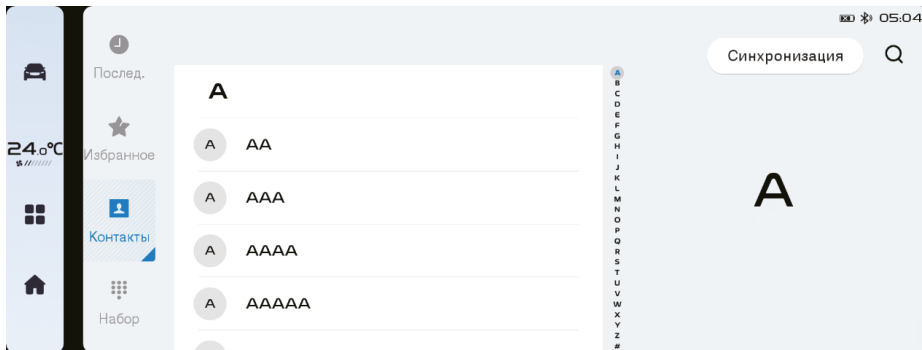 05:04
Послед.
Избранное
Контакты
Набор
24.0°C
Синхронизация
A
A AA
A AAA
A AAAA
A AAAAA
A
B
C
D
E
F
G
H
I
J
K
L
M
N
O
P
Q
R
S
T
U
V
W
X
Y
Z
#
A